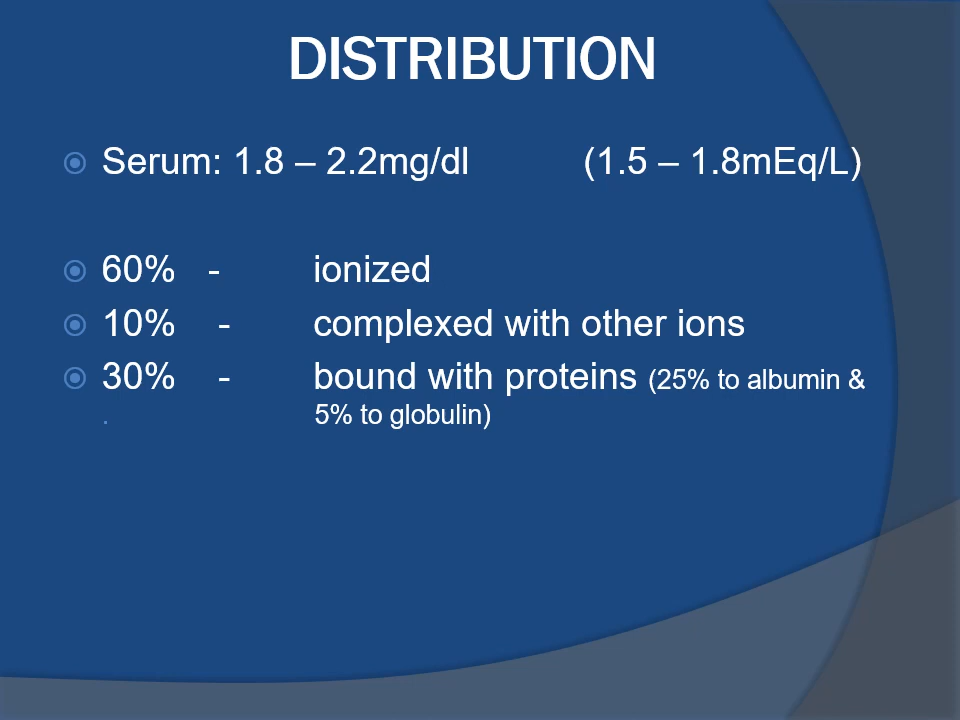 DISTRIBUTION
Serum: 1.8 – 2.2mg/dl (1.5 – 1.8mEq/L)
60% - ionized
10% - complexed with other ions
30% - bound with proteins (25% to albumin &
. 5% to globulin)